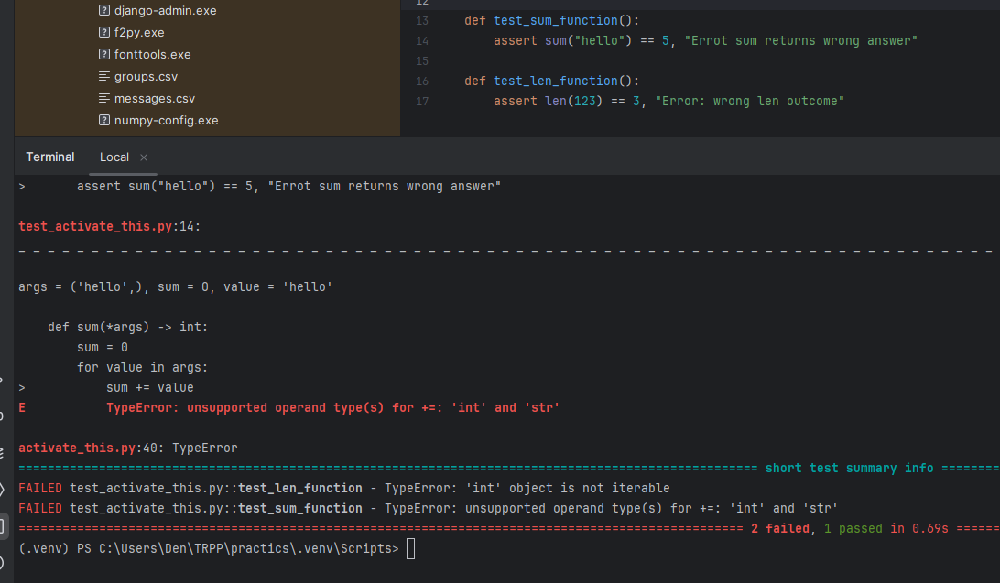 django-admin.exe
f2py.exe
fonttools.exe
groups.csv
messages.csv
numpy-config.exe
12
13 def test_sum_function():
14 assert sum("hello") == 5, "Errot sum returns wrong answer"
15
16 def test_len_function():
17 assert len(123) == 3, "Error: wrong len outcome"
Terminal Local ×
> assert sum("hello") == 5, "Errot sum returns wrong answer"
test_activate_this.py:14:
_ _ _ _ _ _ _ _ _ _ _ _ _ _ _ _ _ _ _ _ _ _ _ _ _ _ _ _ _ _ _ _ _ _ _ _ _ _ _ _ _ _ _ _ _ _ _ _ _ _ _ _ _ _ _ _ _ _ _ _ _ _ _ _ _ _ _
args = ('hello',), sum = 0, value = 'hello'
def sum(*args) -> int:
sum = 0
for value in args:
> sum += value
E TypeError: unsupported operand type(s) for +=: 'int' and 'str'
activate_this.py:40: TypeError
===================================================================================================== short test summary info ========
FAILED test_activate_this.py::test_len_function - TypeError: 'int' object is not iterable
FAILED test_activate_this.py::test_sum_function - TypeError: unsupported operand type(s) for +=: 'int' and 'str'
=================================================================================================== 2 failed, 1 passed in 0.69s ======
(.venv) PS C:\Users\Den\TRPP\practics\.venv\Scripts>